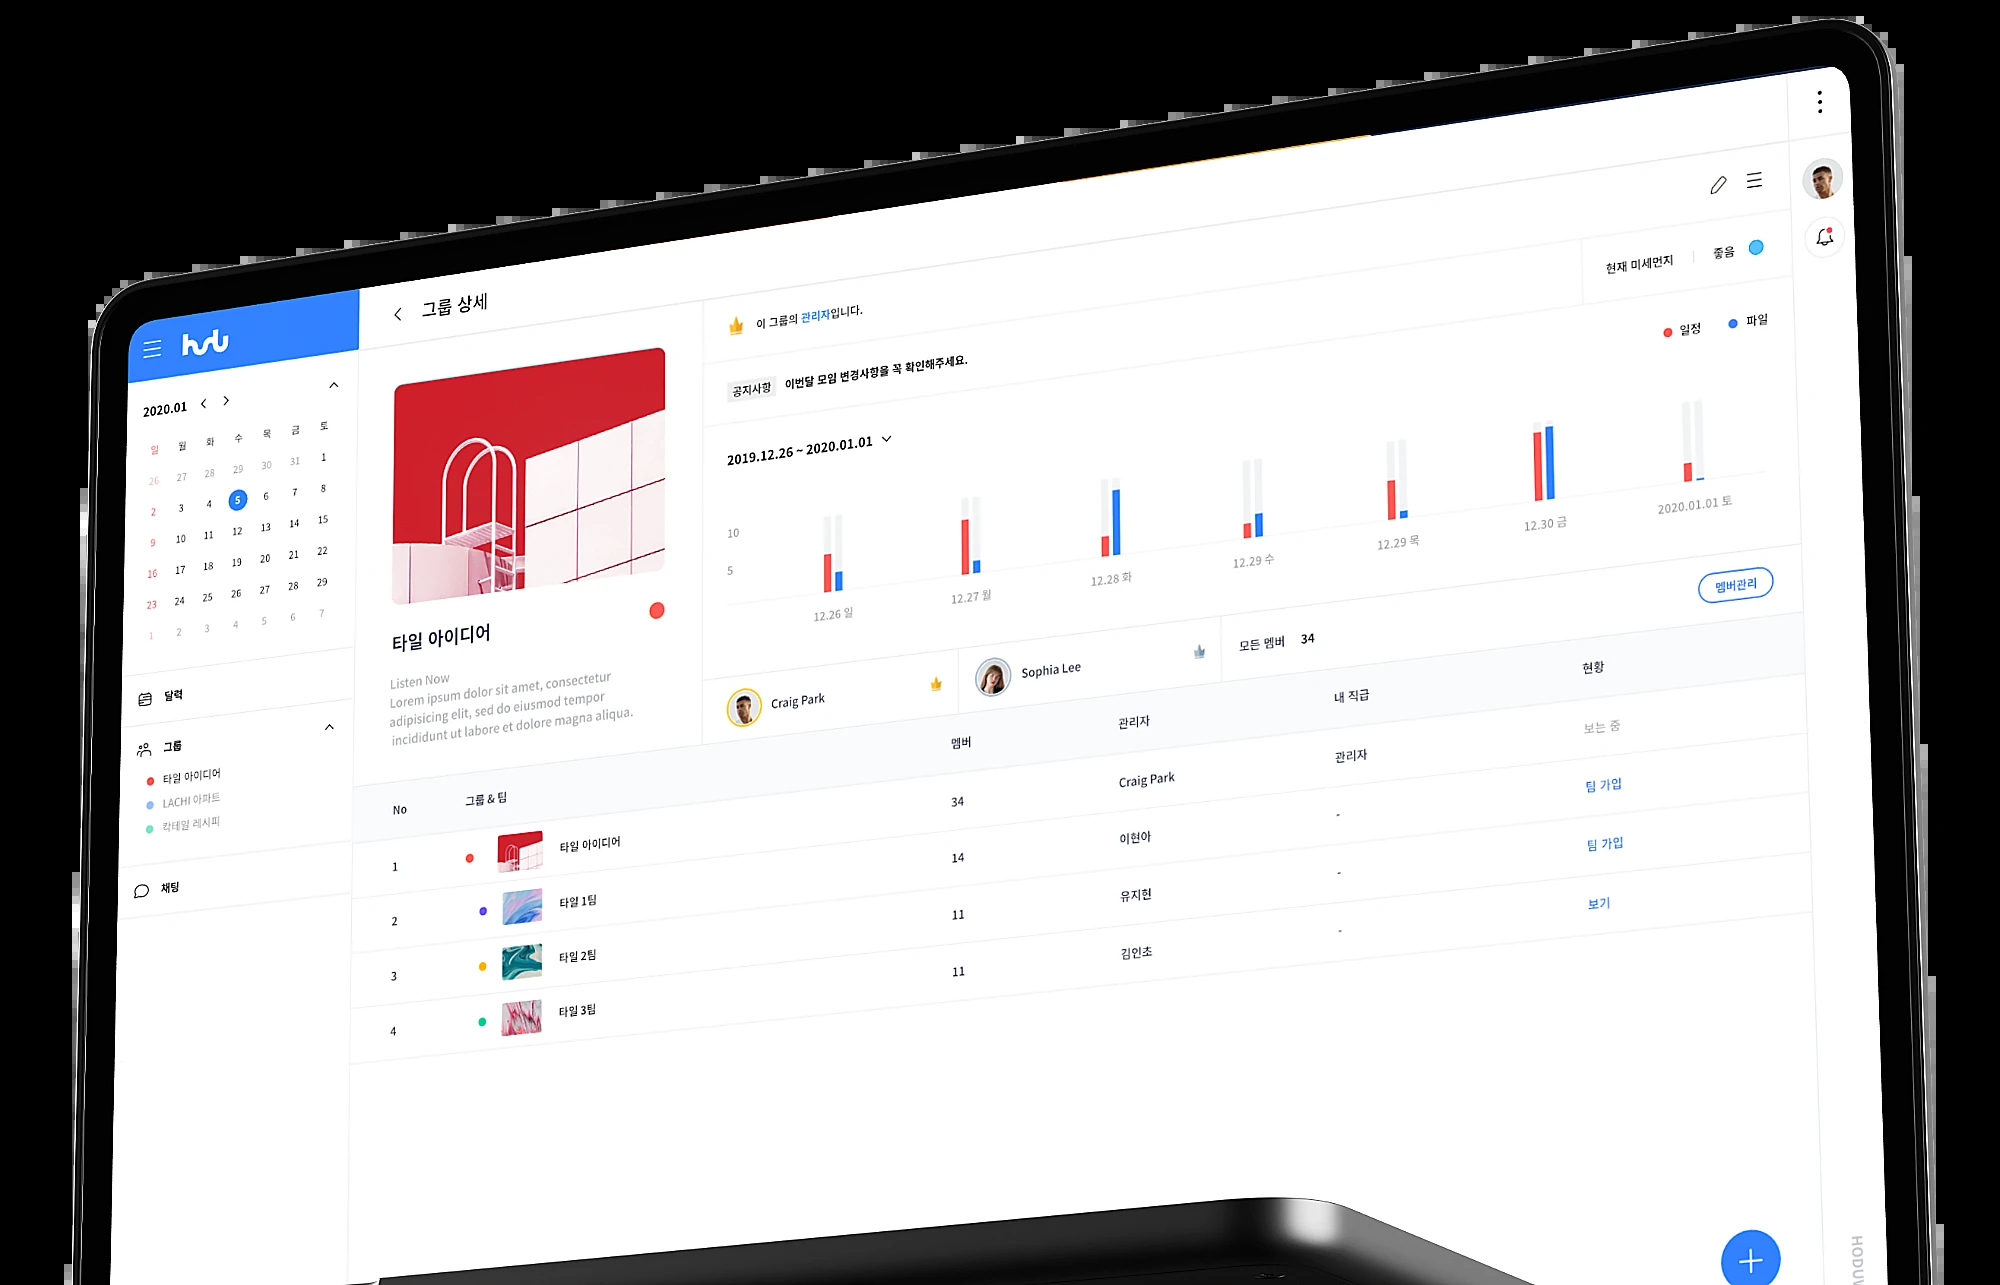 hodu
2020.01
일 월 화 수 목 금 토
26 27 28 29 30 31 1
2 3 4 5 6 7 8
9 10 11 12 13 14 15
16 17 18 19 20 21 22
23 24 25 26 27 28 29
1 2 3 4 5 6 7
달력
그룹
타일 아이디어
LACHI 아파트
칵테일 레시피
채팅
그룹 상세
타일 아이디어
Listen Now
Lorem ipsum dolor sit amet, consectetur
adipisicing elit, sed do eiusmod tempor
incididunt ut labore et dolore magna aliqua.
이 그룹의 관리자입니다.
현재 미세먼지 좋음
공지사항 이번달 모임 변경사항을 꼭 확인해주세요.
2019.12.26 ~ 2020.01.01
일정 파일
10
5
12.26 일 12.27 월 12.28 화 12.29 수 12.29 목 12.30 금 2020.01.01 토
Craig Park
Sophia Lee
모든 멤버 34
멤버관리
No 그룹 & 팀 멤버 관리자 내 직급 현황
1 타일 아이디어 34 Craig Park 관리자 보는 중
2 타일 1팀 14 이현아 - 팀 가입
3 타일 2팀 11 유지현 - 팀 가입
4 타일 3팀 11 김인초 - 보기